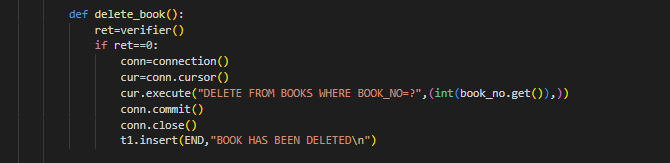 def delete_book():
ret=verifier()
if ret==0:
conn=connection()
cur=conn.cursor()
cur.execute("DELETE FROM BOOKS WHERE BOOK_NO=?",(int(book_no.get()),))
conn.commit()
conn.close()
t1.insert(END,"BOOK HAS BEEN DELETED\n")